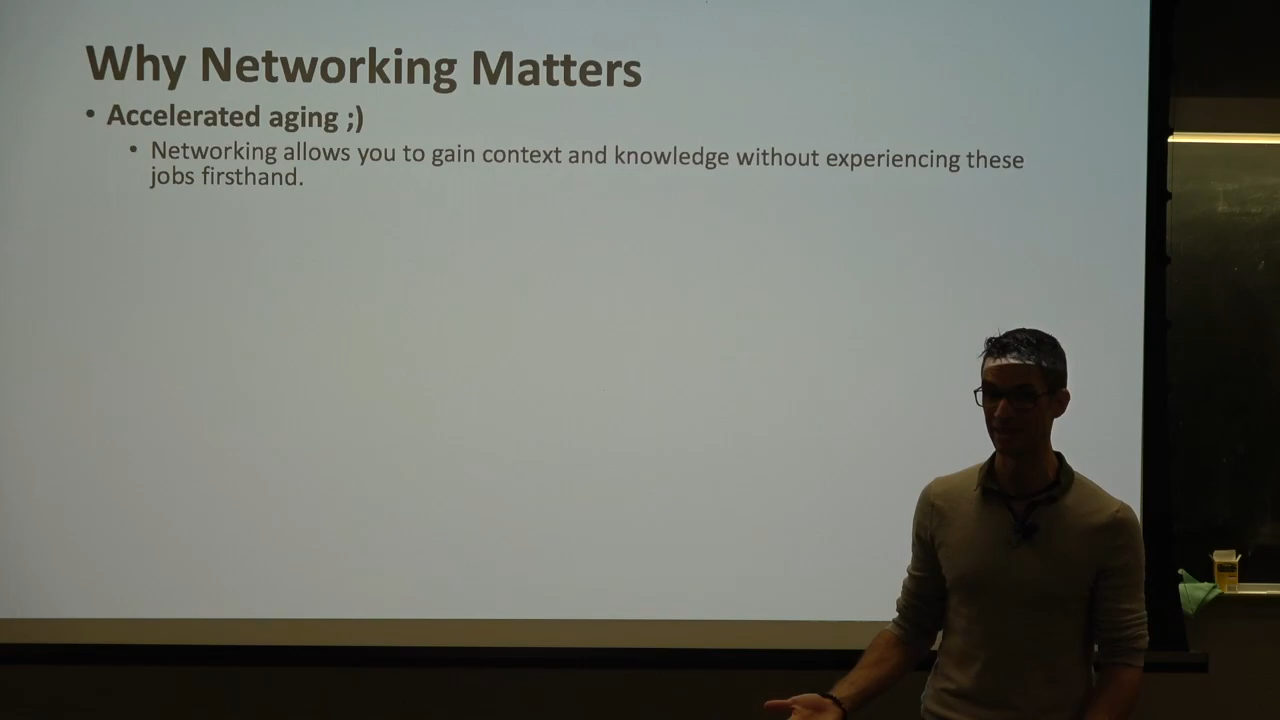 Why Networking Matters
• Accelerated aging ;)
• Networking allows you to gain context and knowledge without experiencing these
jobs firsthand.